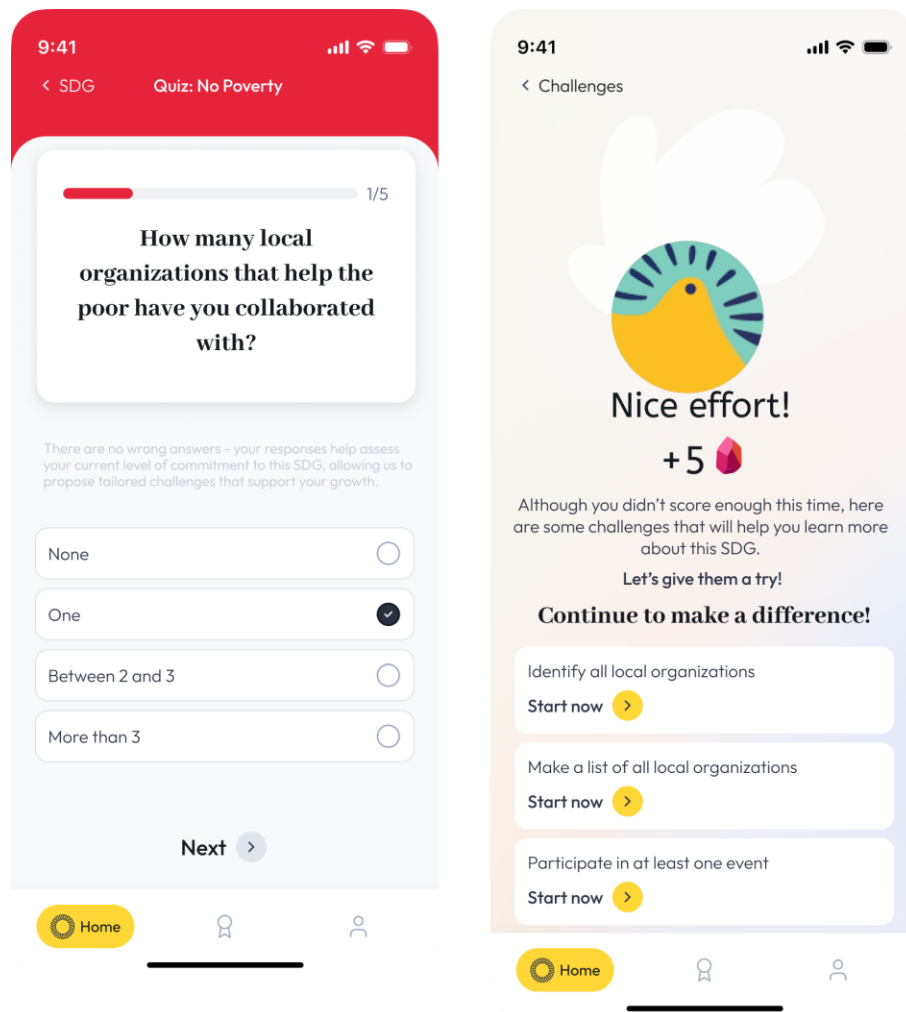 9:41
SDG
Quiz: No Poverty
1/5
How many local
organizations that help the
poor have you collaborated
with?
There are no wrong answers - your responses help assess
your current level of commitment to this SDG, allowing us to
propose tailored challenges that support your growth.
None
One
Between 2 and 3
More than 3
Next
Home
9:41
Challenges
Nice effort!
+5
Although you didn’t score enough this time, here
are some challenges that will help you learn more
about this SDG.
Let’s give them a try!
Continue to make a difference!
Identify all local organizations
Start now
Make a list of all local organizations
Start now
Participate in at least one event
Start now
Home